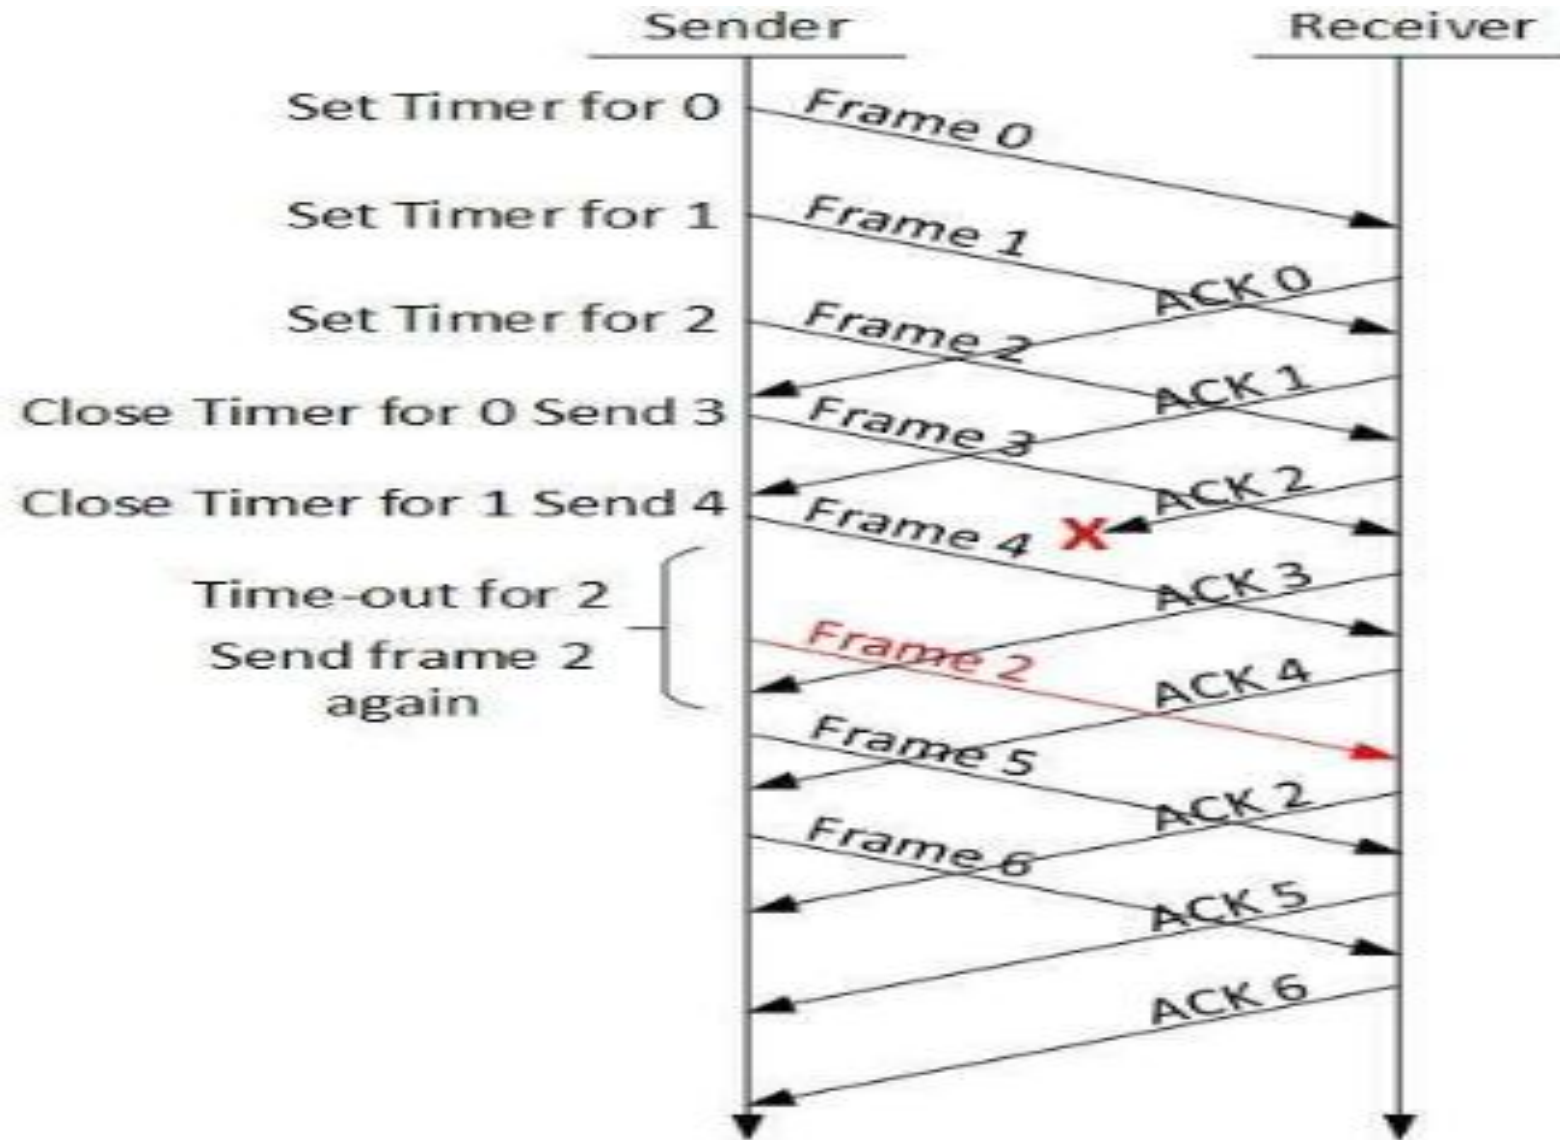 Sender
Receiver
Set Timer for 0
Frame 0
Set Timer for 1
Frame 1
ACK 0
Set Timer for 2
Frame 2
ACK 1
Close Timer for 0 Send 3
Frame 3
ACK 2
Close Timer for 1 Send 4
Frame 4
X
ACK 3
Time-out for 2
Send frame 2
again
Frame 2
ACK 4
Frame 5
ACK 2
Frame 6
ACK 5
ACK 6